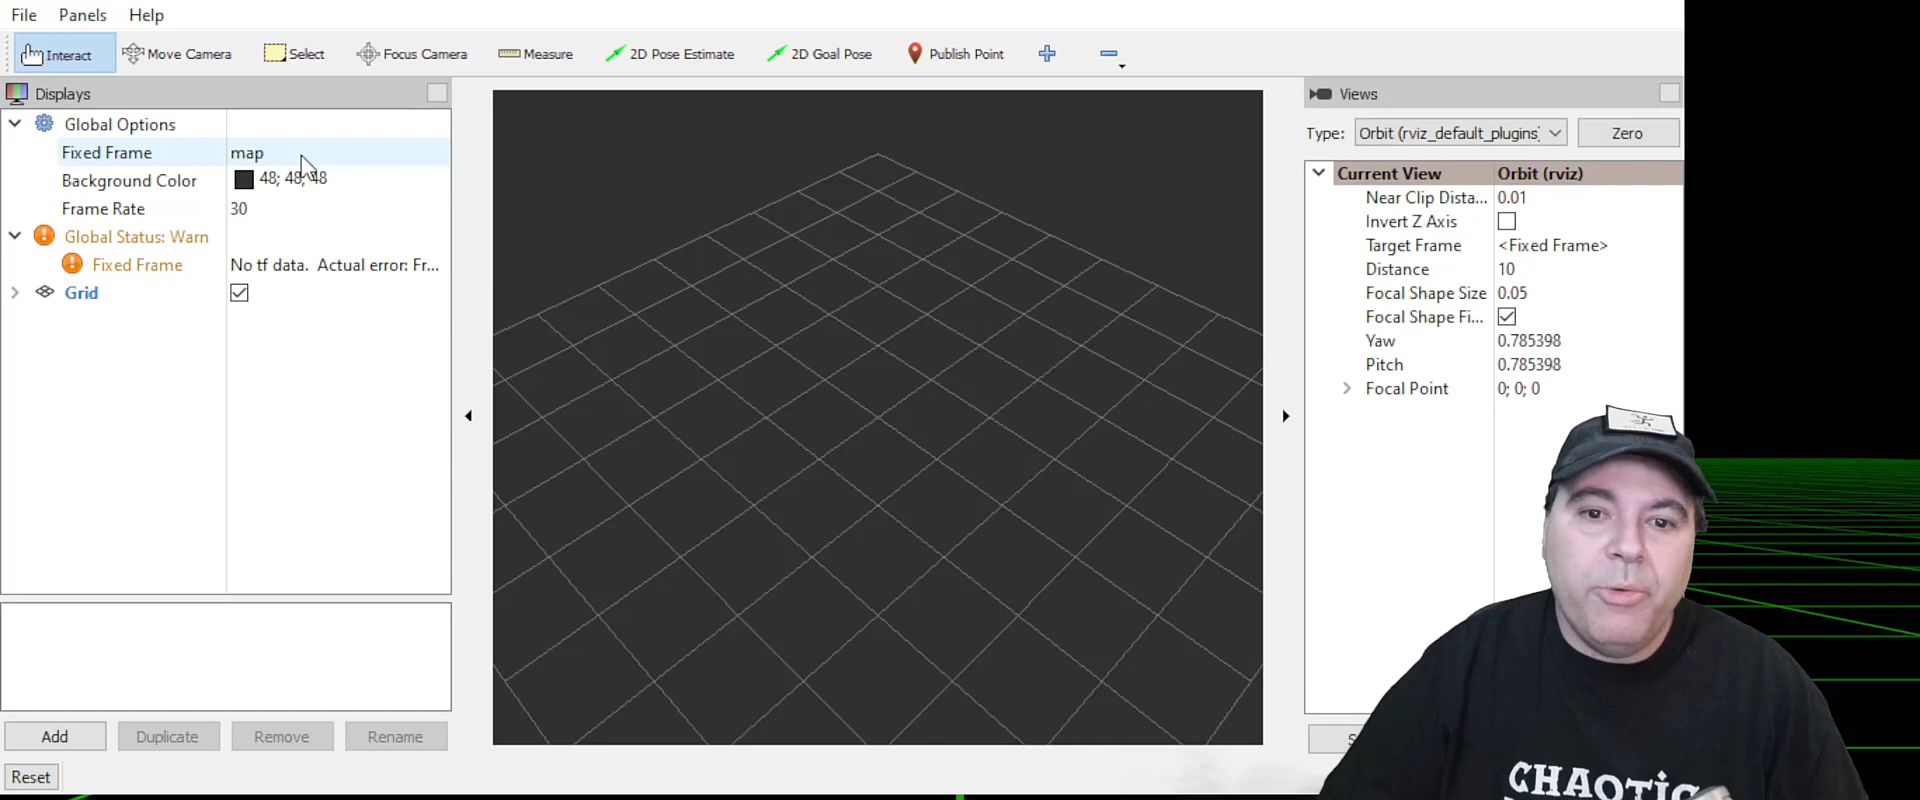 File Panels Help
Interact Move Camera Select Focus Camera Measure 2D Pose Estimate 2D Goal Pose Publish Point
Displays
Global Options
Fixed Frame map
Background Color 48; 48; 48
Frame Rate 30
Global Status: Warn
Fixed Frame No tf data. Actual error: Fr...
Grid
Add Duplicate Remove Rename
Reset
Views
Type: Orbit (rviz_default_plugins) Zero
Current View Orbit (rviz)
Near Clip Dista... 0.01
Invert Z Axis
Target Frame <Fixed Frame>
Distance 10
Focal Shape Size 0.05
Focal Shape Fi...
Yaw 0.785398
Pitch 0.785398
Focal Point 0; 0; 0
CHAOTIC